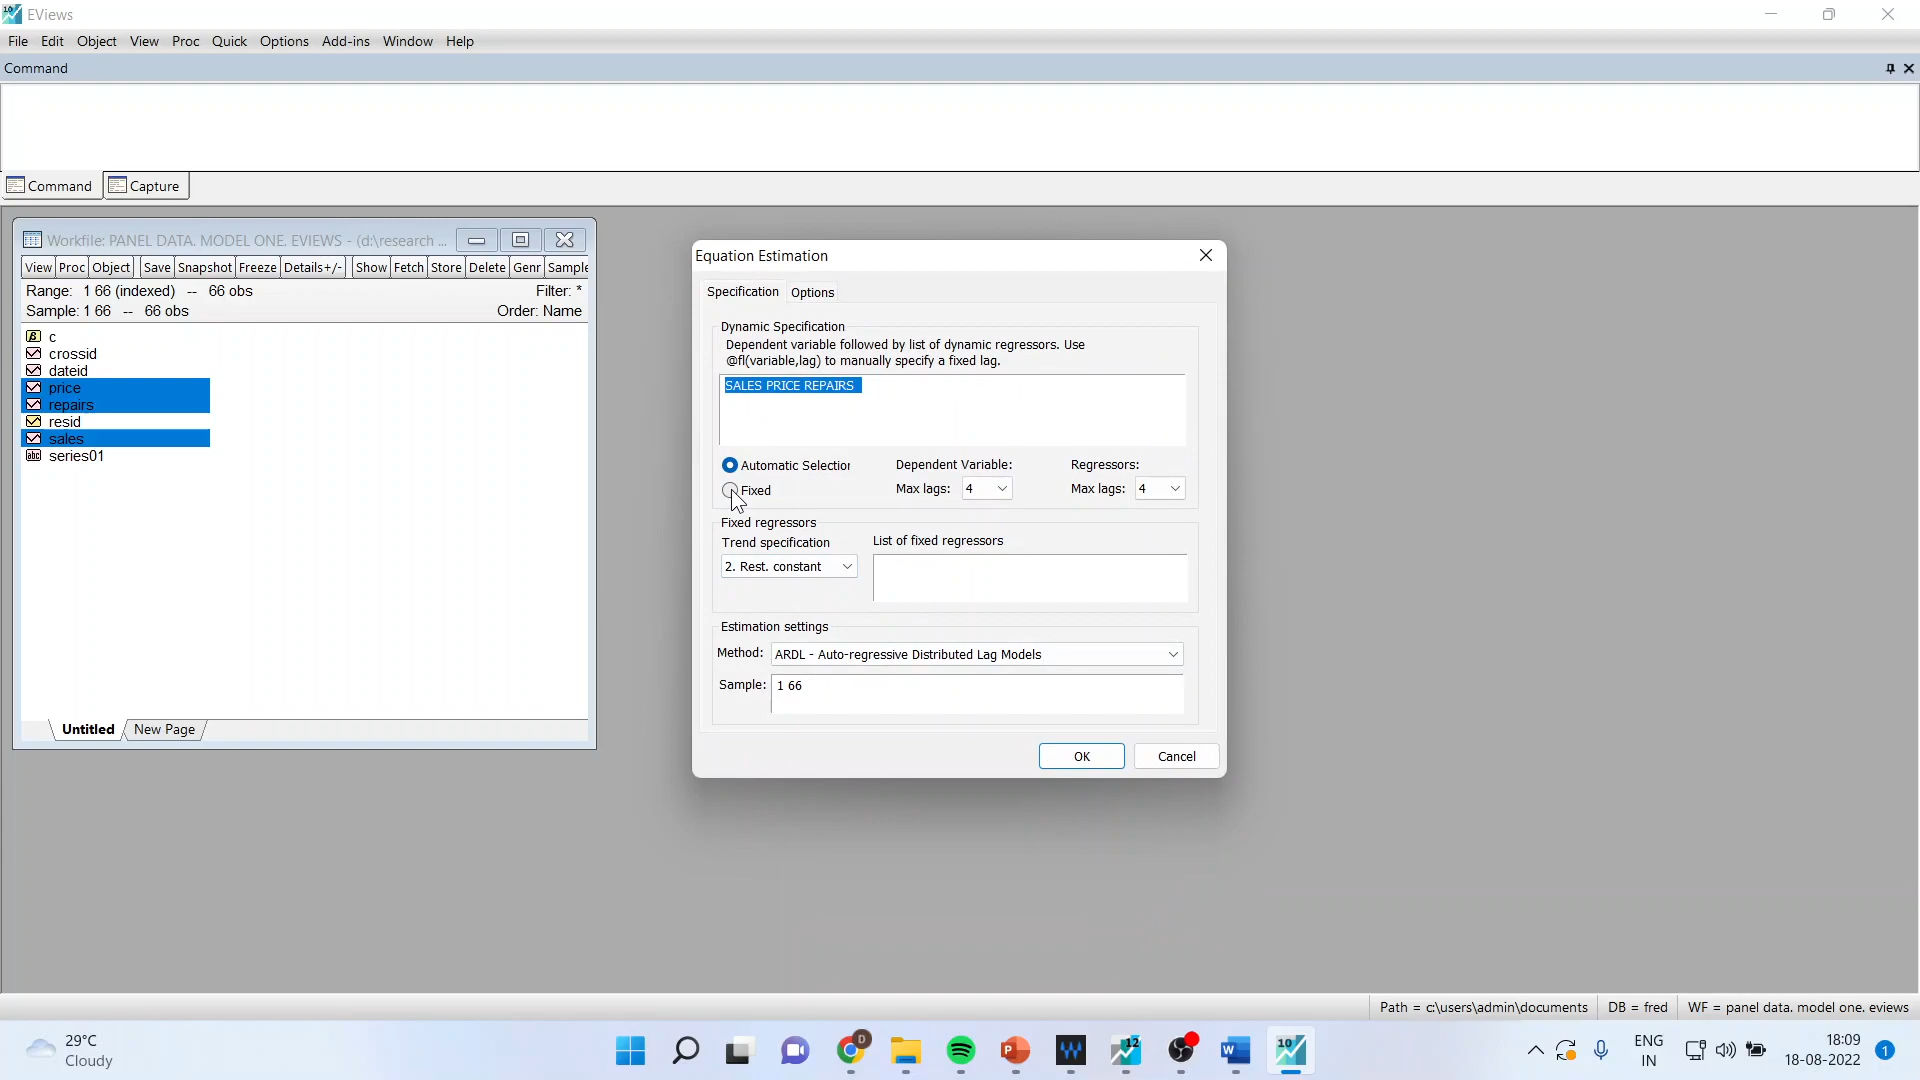 EViews
File Edit Object View Proc Quick Options Add-ins Window Help
Command
Command Capture
Workfile: PANEL DATA. MODEL ONE. EVIEWS - (d:\research ...
View Proc Object Save Snapshot Freeze Details+/- Show Fetch Store Delete Genr Sample
Range: 1 66 (indexed) -- 66 obs Filter: *
Sample: 1 66 -- 66 obs Order: Name
c
crossid
dateid
price
repairs
resid
sales
series01
Untitled New Page
Equation Estimation
Specification Options
Dynamic Specification
Dependent variable followed by list of dynamic regressors. Use
@fl(variable,lag) to manually specify a fixed lag.
SALES PRICE REPAIRS
Automatic Selection Dependent Variable: Regressors:
Fixed Max lags: 4 Max lags: 4
Fixed regressors
Trend specification List of fixed regressors
2. Rest. constant
Estimation settings
Method: ARDL - Auto-regressive Distributed Lag Models
Sample: 1 66
OK Cancel
Path = c:\users\admin\documents DB = fred WF = panel data. model one. eviews
29°C
Cloudy
ENG
IN
18:09
18-08-2022
1